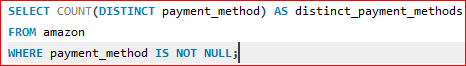 SELECT COUNT(DISTINCT payment_method) AS distinct_payment_methods
FROM amazon
WHERE payment_method IS NOT NULL;